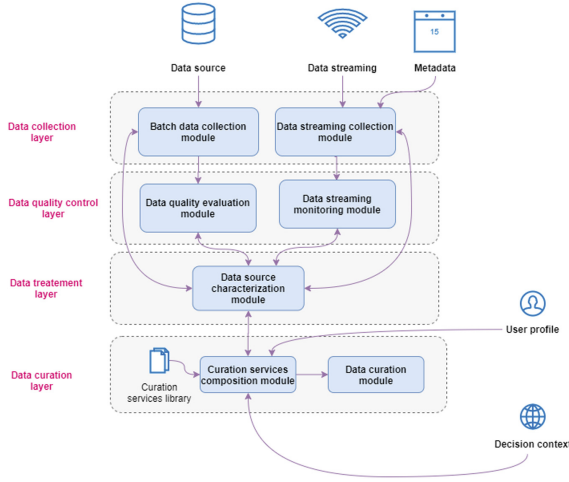 15
Data source
Data streaming
Metadata
Data collection
layer
Batch data collection
module
Data streaming collection
module
Data quality control
layer
Data quality evaluation
module
Data streaming
monitoring module
Data treatement
layer
Data source
characterization
module
User profile
Data curation
layer
Curation
services library
Curation services
composition module
Data curation
module
Decision context